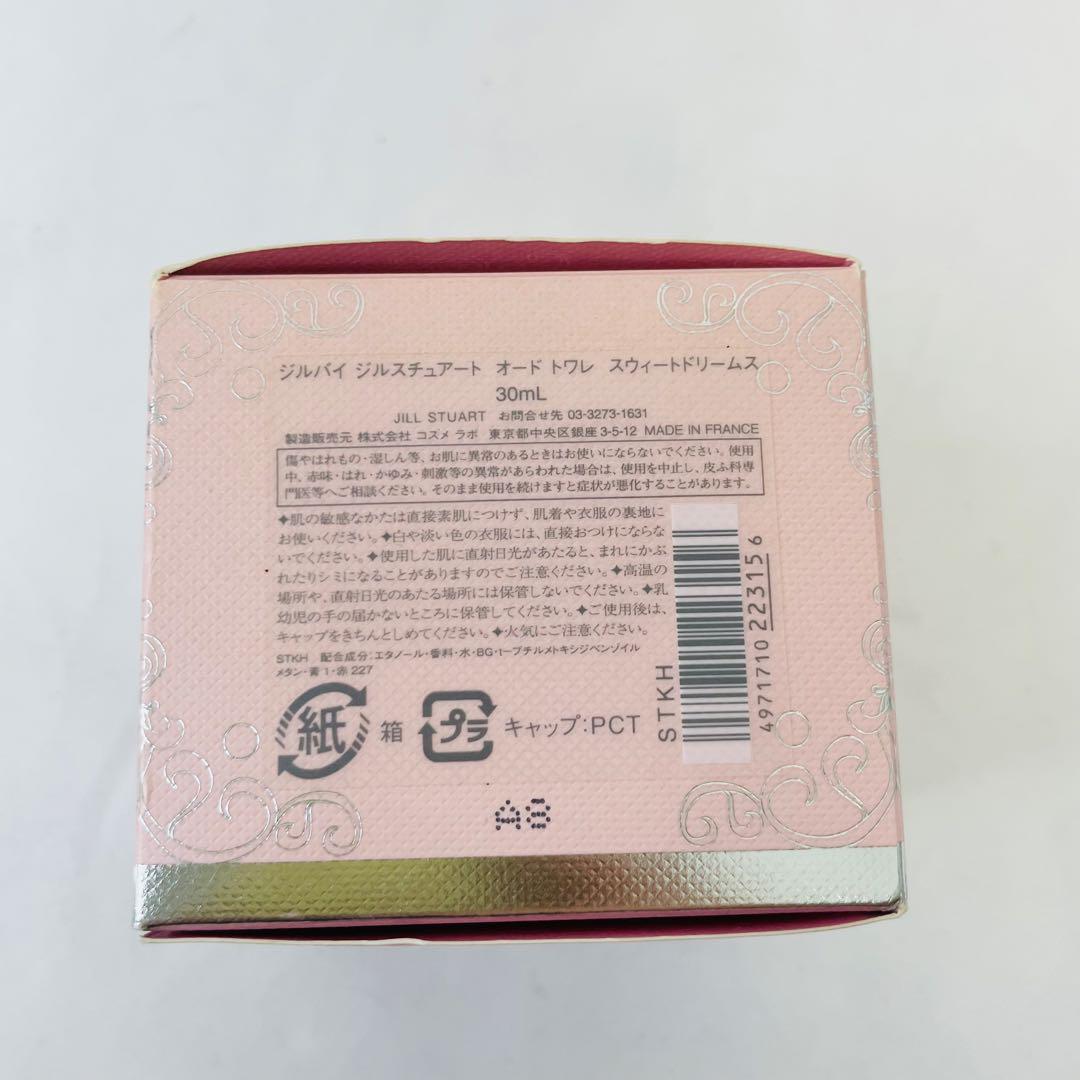 ジルバイ ジルスチュアート オード トワレ スウィートドリームス
30mL
JILL STUART お問合せ先 03-3273-1631
製造販売元 株式会社 コスメ ラボ 東京都中央区銀座3-5-12 MADE IN FRANCE
傷やはれもの・湿しん等、お肌に異常のあるときはお使いにならないでください。使用
中、赤味・はれ・かゆみ・刺激等の異常があらわれた場合は、使用を中止し、皮ふ科専
門医等へご相談ください。そのまま使用を続けますと症状が悪化することがあります。
✦肌の敏感なかたは直接素肌につけず、肌着や衣服の裏地に
お使いください。✦白や淡い色の衣服には、直接おつけにならな
いでください。✦使用した肌に直射日光があたると、まれにかぶ
れたりシミになることがありますのでご注意ください。✦高温の
場所や、直射日光のあたる場所には保管しないでください。✦乳
幼児の手の届かないところに保管してください。✦ご使用後は、
キャップをきちんとしめてください。✦火気にご注意ください。
STKH 配合成分:エタノール・香料・水・BG・t-ブチルメトキシジベンゾイル
メタン・青1・赤227
紙 箱 プラ キャップ:PCT
STKH
4971710 223156
A8